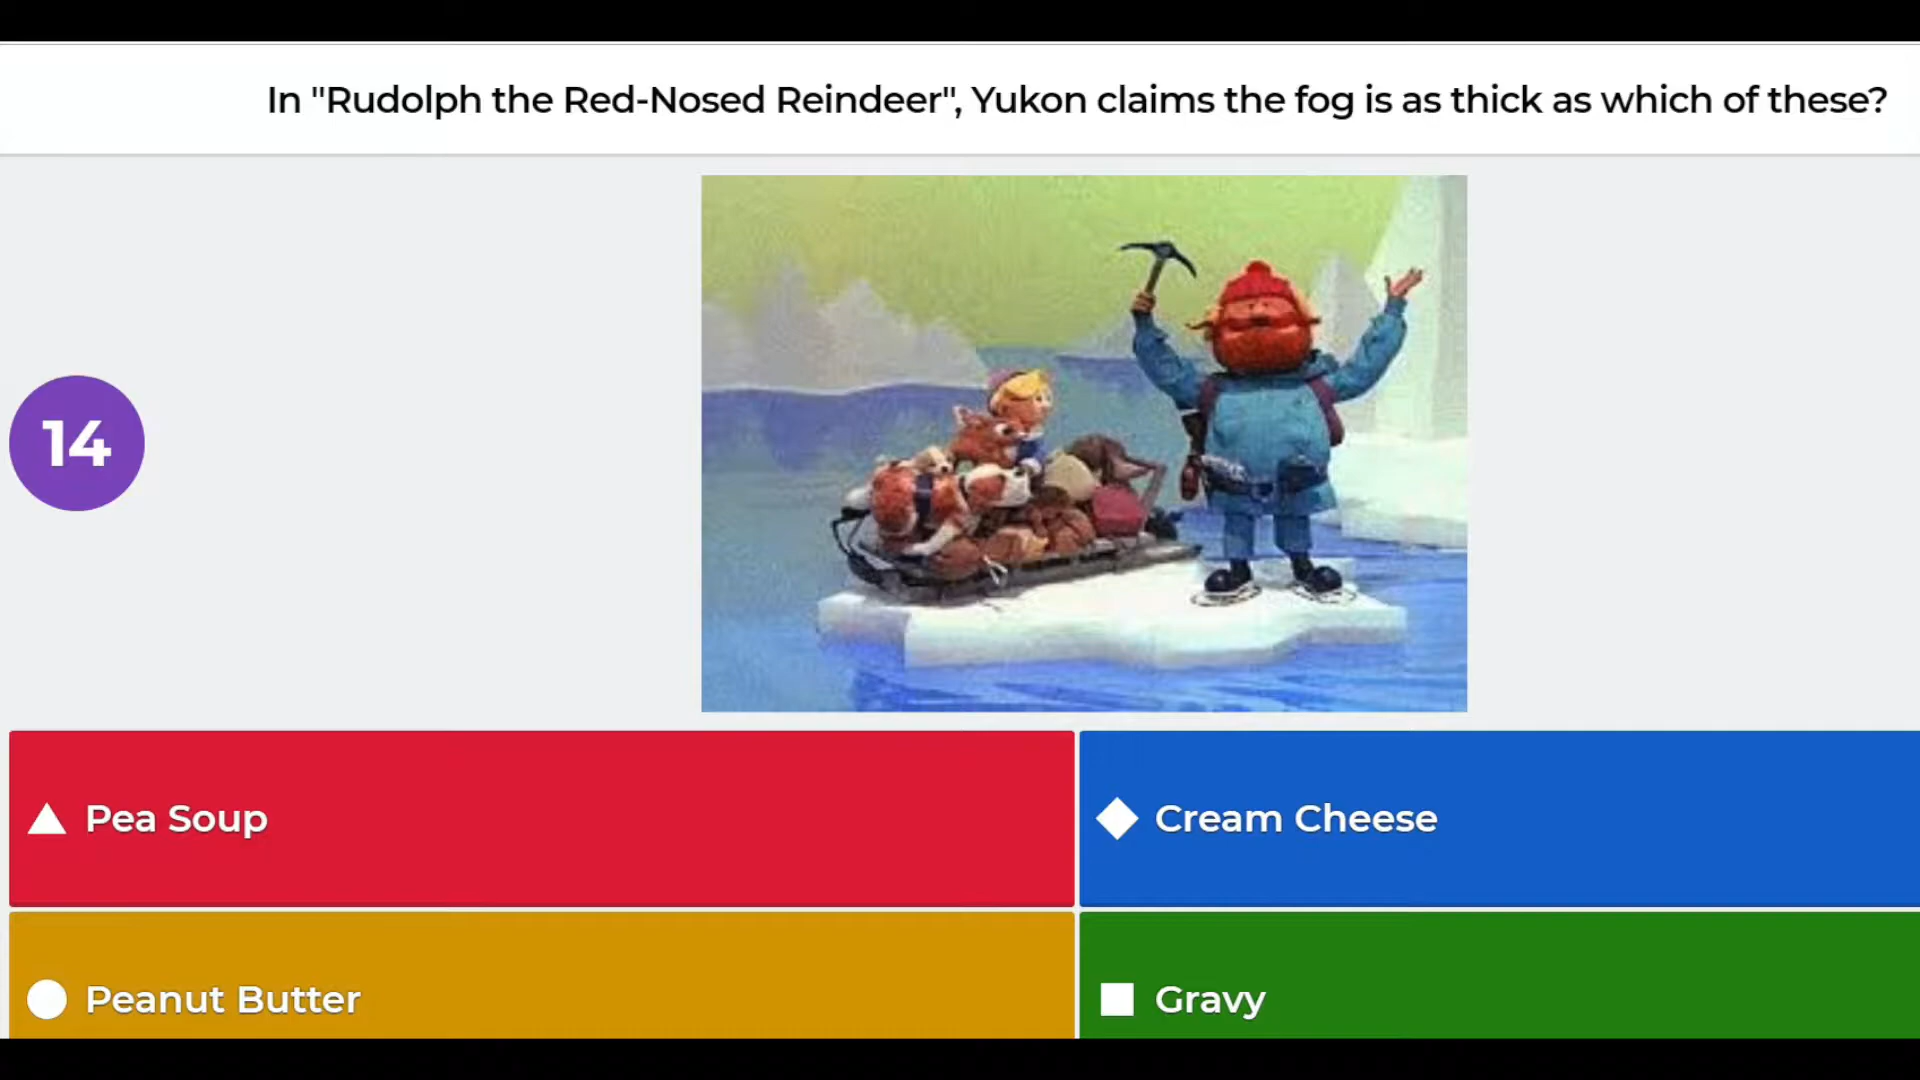 In "Rudolph the Red-Nosed Reindeer", Yukon claims the fog is as thick as which of these?
14
Pea Soup
Cream Cheese
Peanut Butter
Gravy